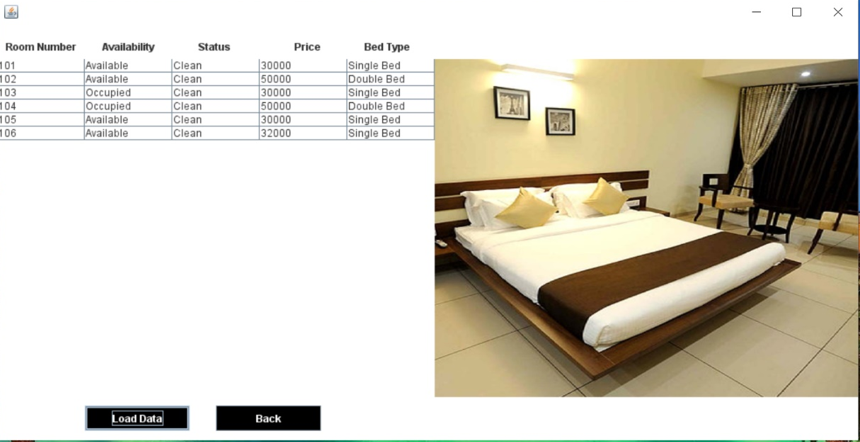 Room Number Availability Status Price Bed Type
101 Available Clean 30000 Single Bed
102 Available Clean 50000 Double Bed
103 Occupied Clean 30000 Single Bed
104 Occupied Clean 50000 Double Bed
105 Available Clean 30000 Single Bed
106 Available Clean 32000 Single Bed
Load Data Back